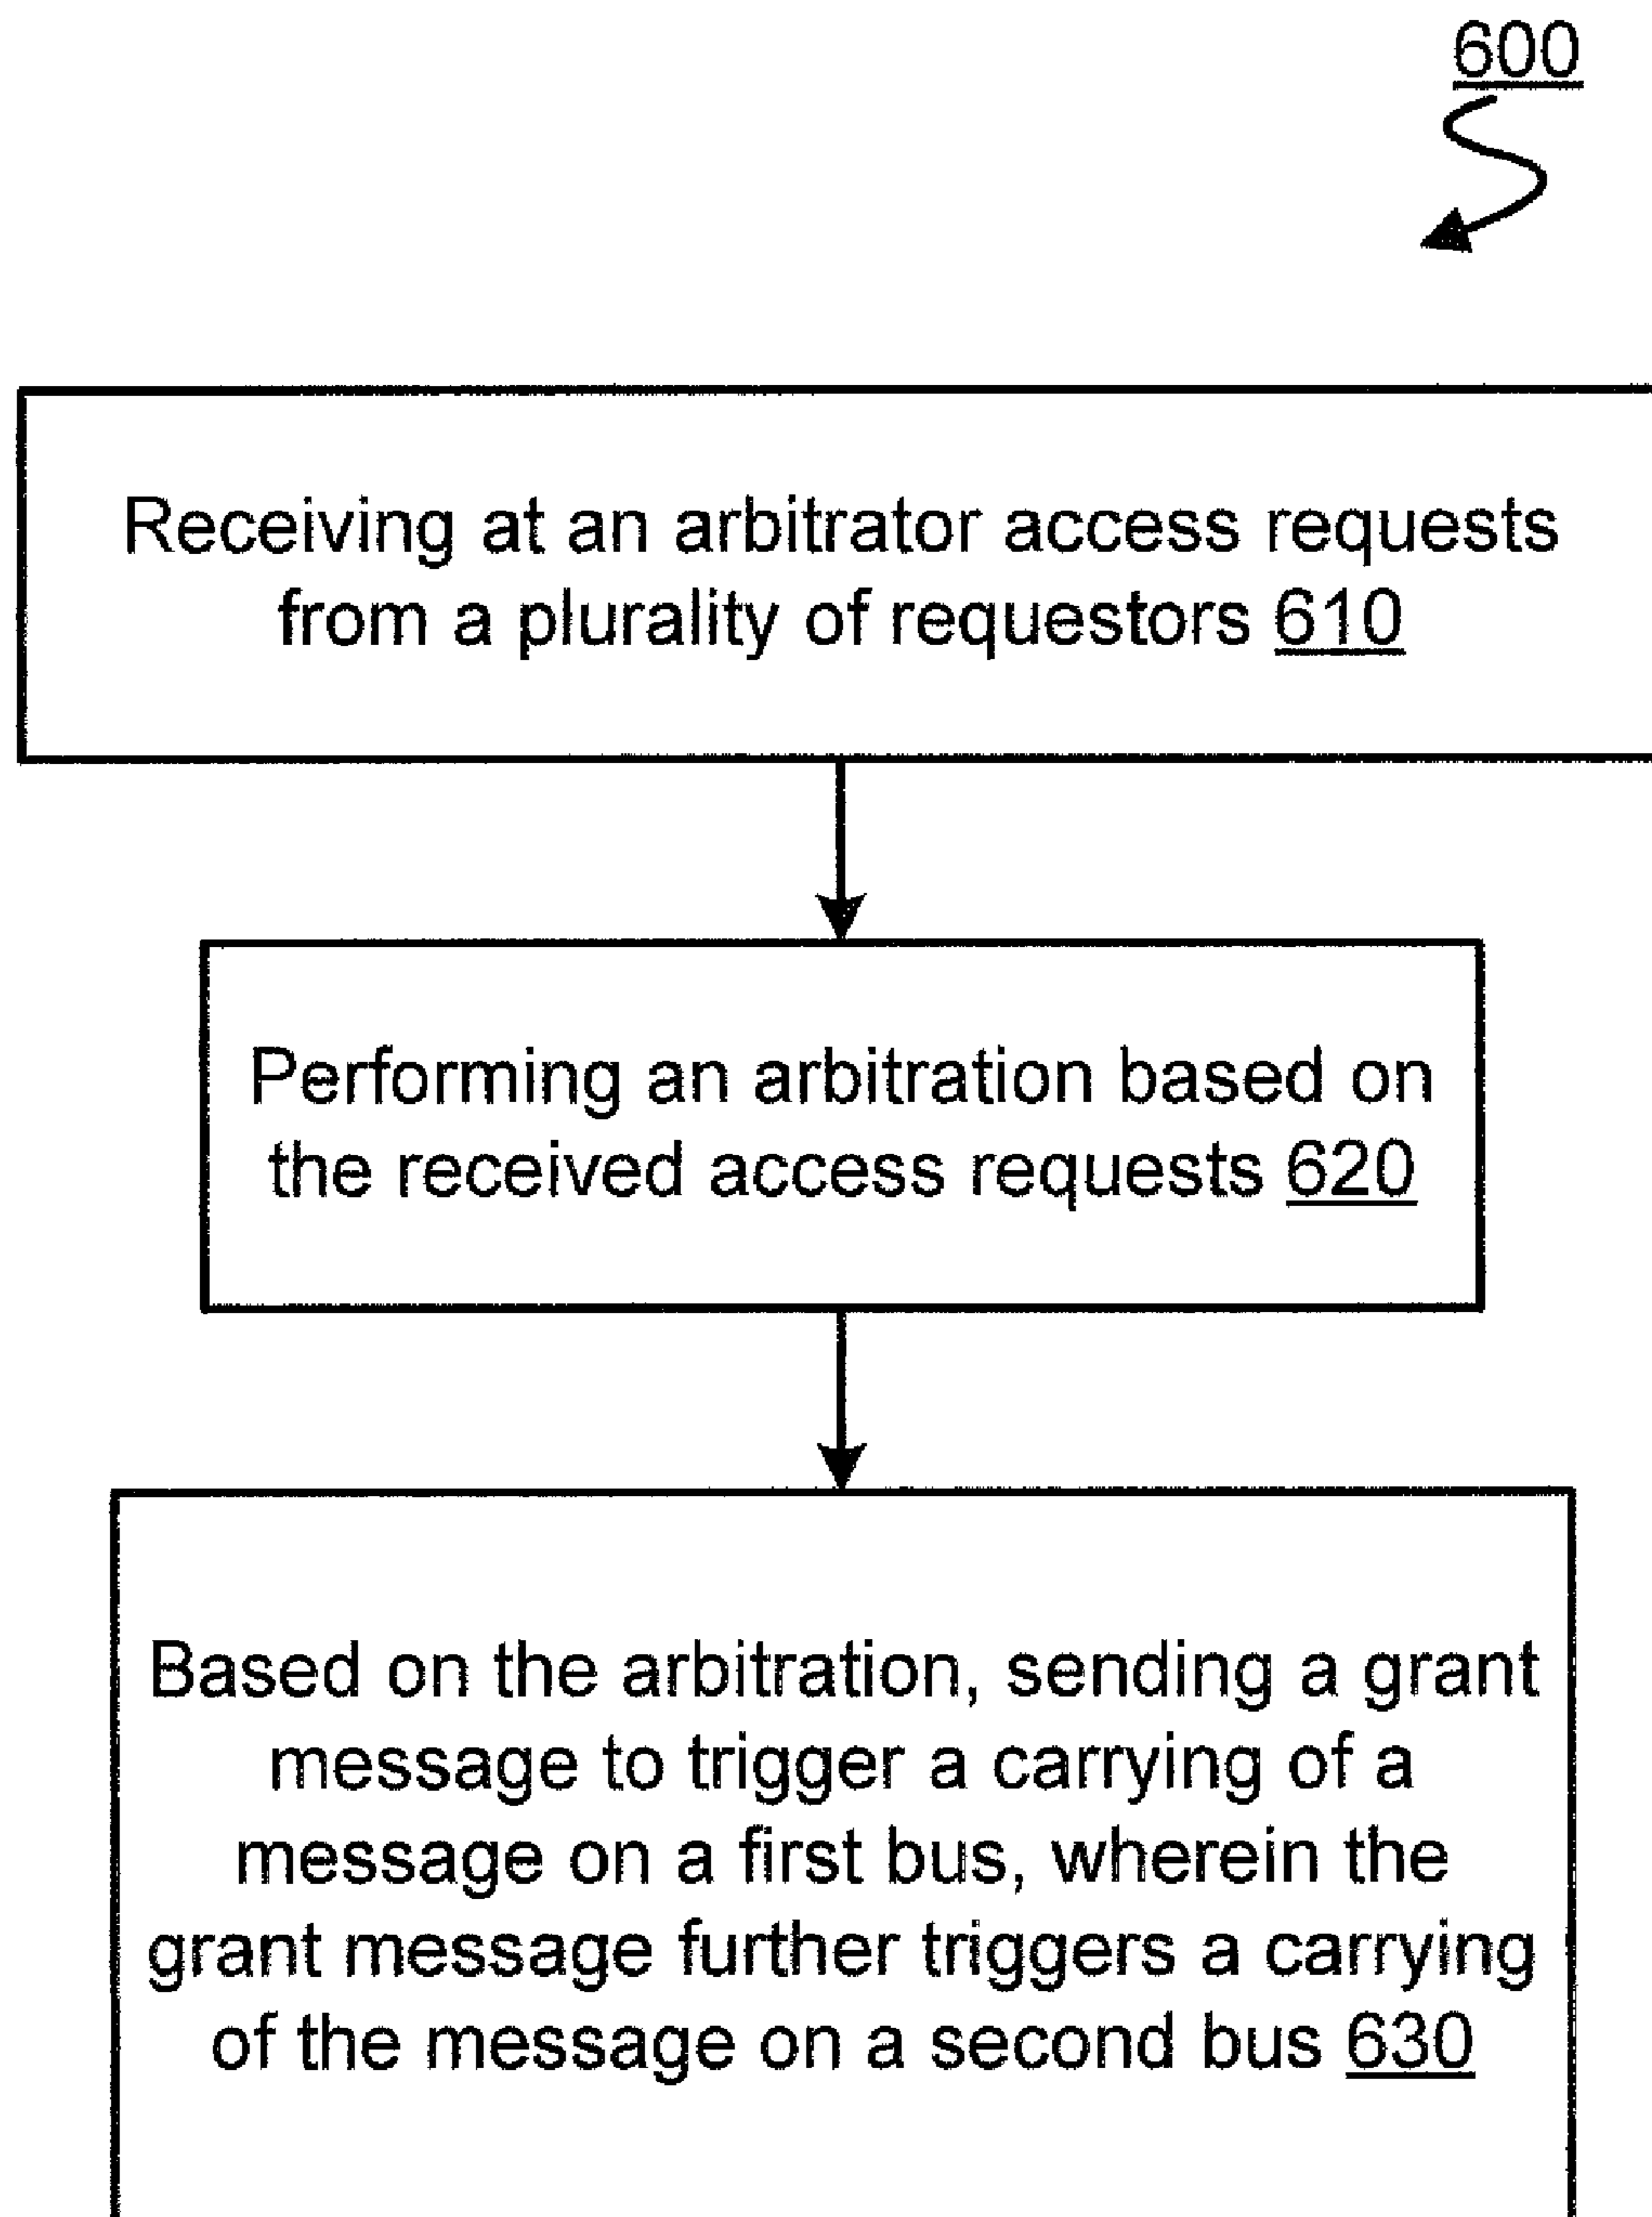 600
Receiving at an arbitrator access requests
from a plurality of requestors 610
Performing an arbitration based on
the received access requests 620
Based on the arbitration, sending a grant
message to trigger a carrying of a
message on a first bus, wherein the
grant message further triggers a carrying
of the message on a second bus 630